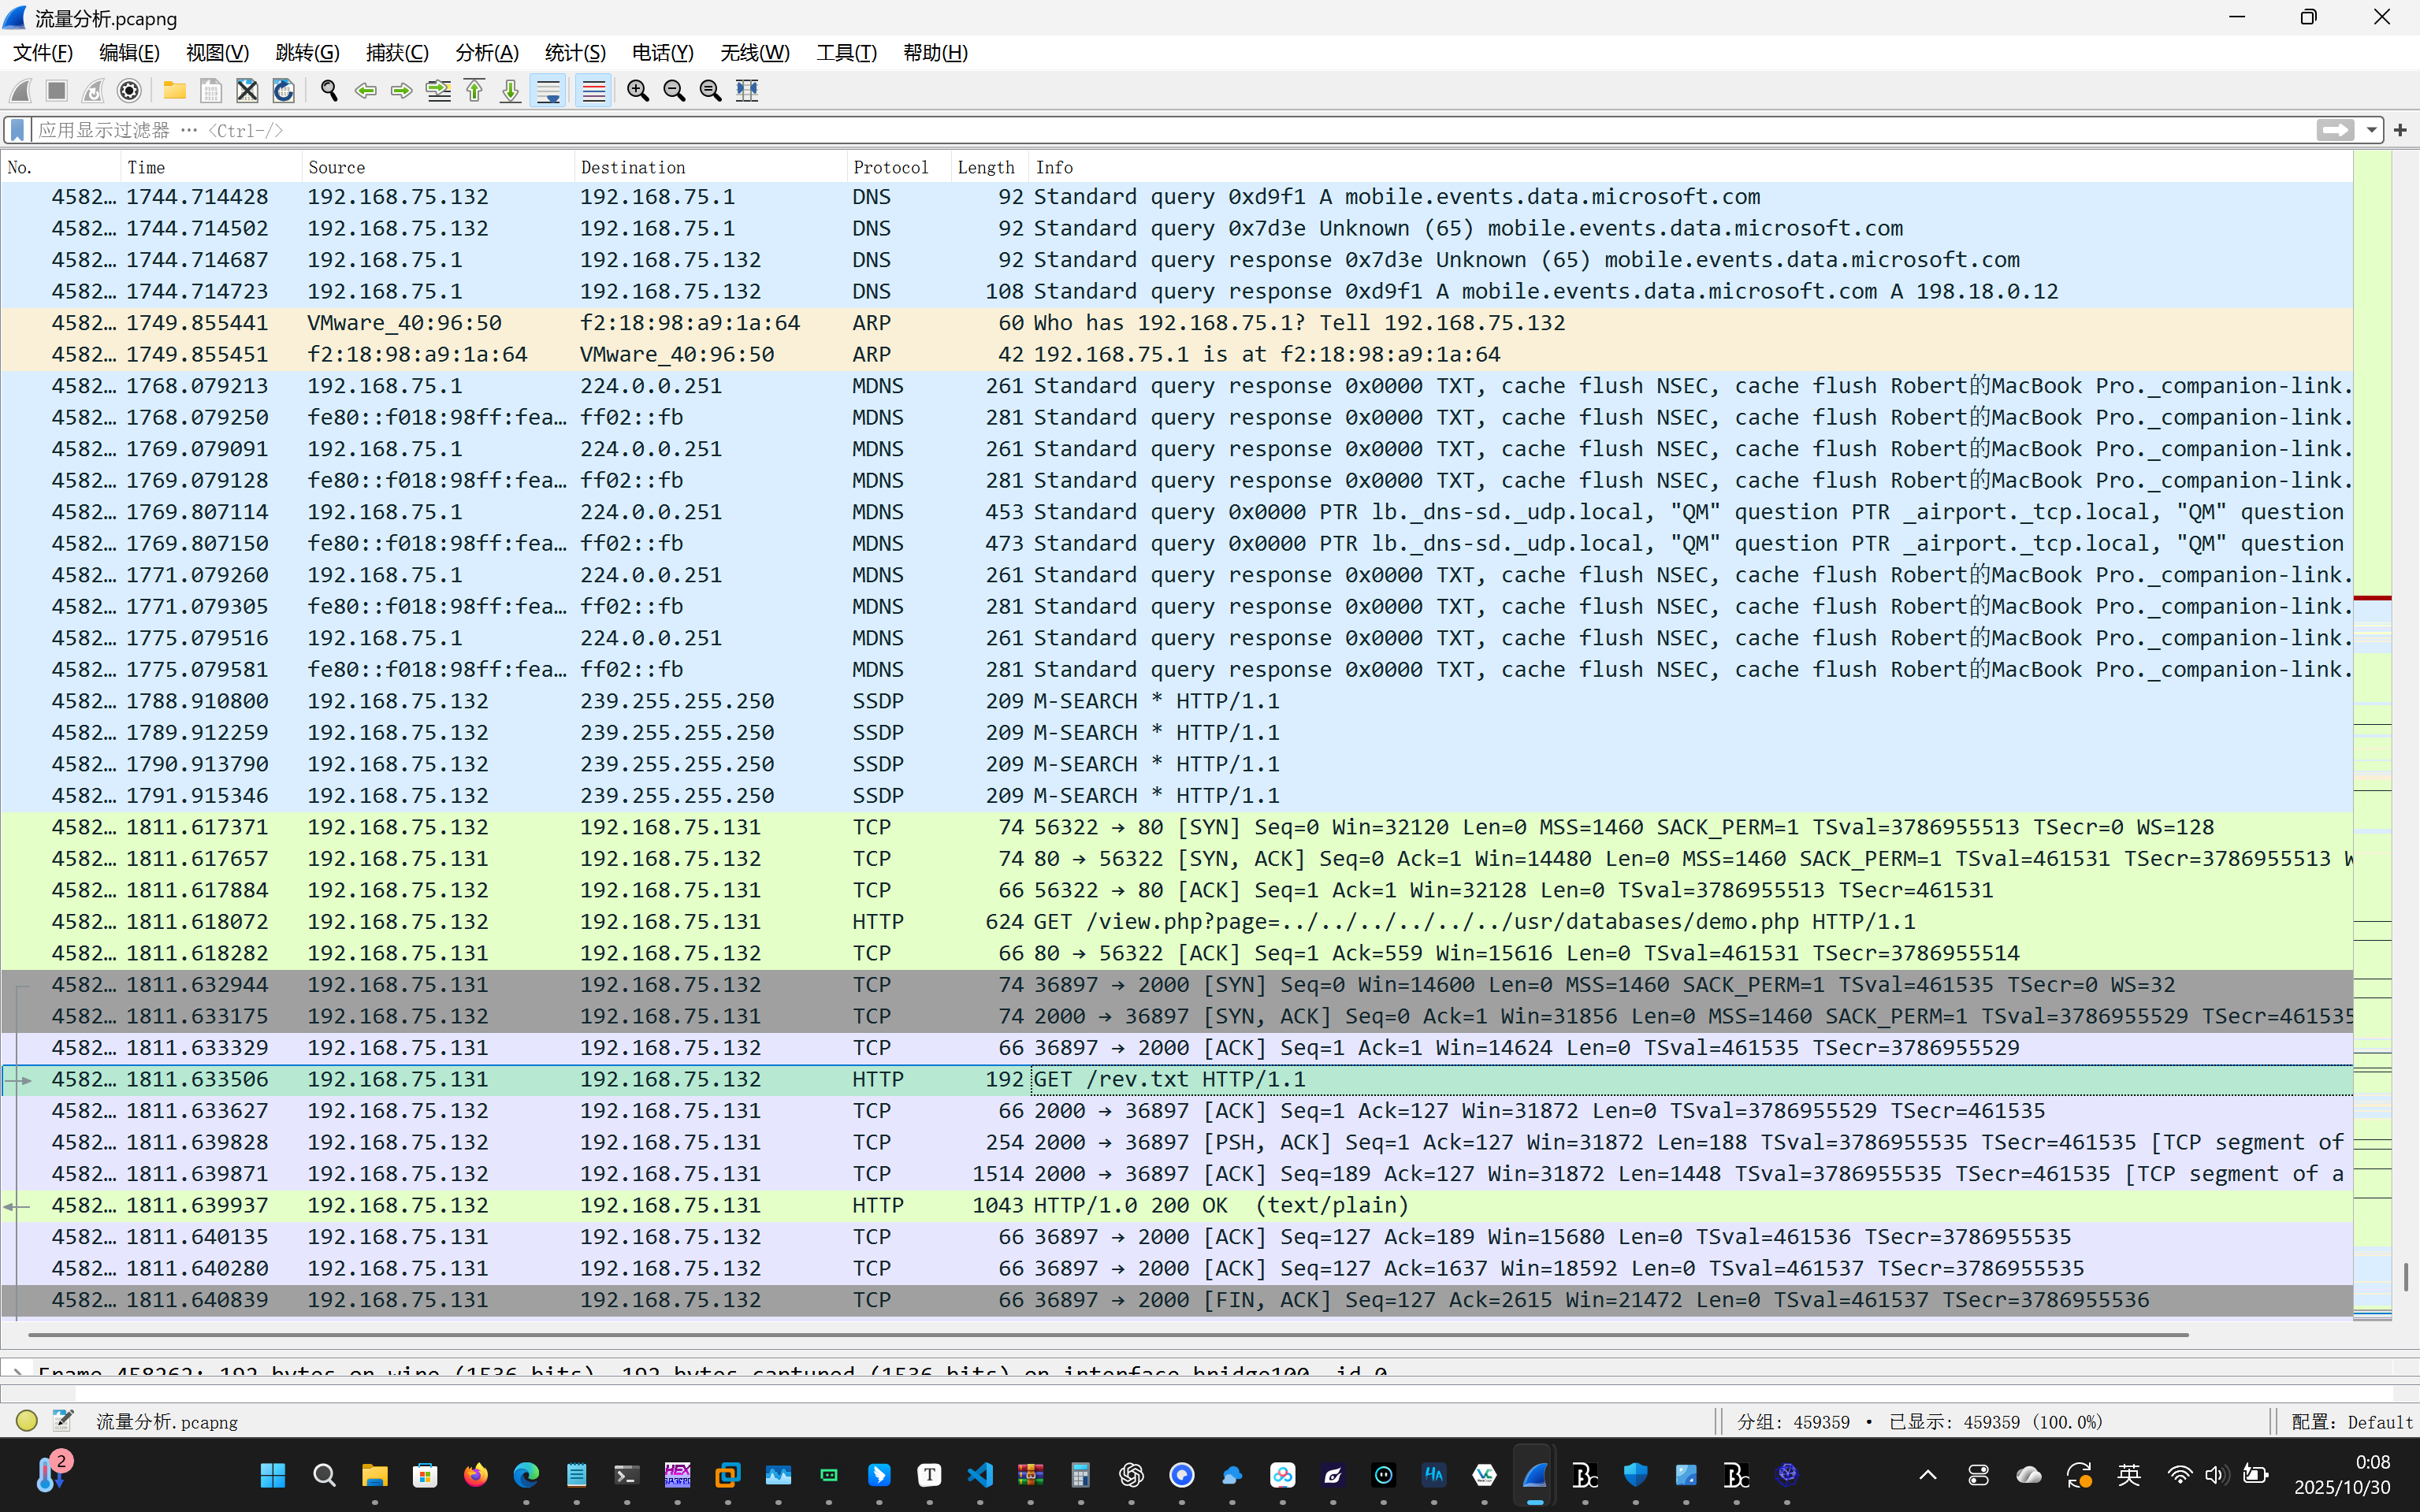 流量分析.pcapng
文件(F) 编辑(E) 视图(V) 跳转(G) 捕获(C) 分析(A) 统计(S) 电话(Y) 无线(W) 工具(T) 帮助(H)
应用显示过滤器 … <Ctrl-/>
No. Time Source Destination Protocol Length Info
4582… 1744.714428 192.168.75.132 192.168.75.1 DNS 92 Standard query 0xd9f1 A mobile.events.data.microsoft.com
4582… 1744.714502 192.168.75.132 192.168.75.1 DNS 92 Standard query 0x7d3e Unknown (65) mobile.events.data.microsoft.com
4582… 1744.714687 192.168.75.1 192.168.75.132 DNS 92 Standard query response 0x7d3e Unknown (65) mobile.events.data.microsoft.com
4582… 1744.714723 192.168.75.1 192.168.75.132 DNS 108 Standard query response 0xd9f1 A mobile.events.data.microsoft.com A 198.18.0.12
4582… 1749.855441 VMware_40:96:50 f2:18:98:a9:1a:64 ARP 60 Who has 192.168.75.1? Tell 192.168.75.132
4582… 1749.855451 f2:18:98:a9:1a:64 VMware_40:96:50 ARP 42 192.168.75.1 is at f2:18:98:a9:1a:64
4582… 1768.079213 192.168.75.1 224.0.0.251 MDNS 261 Standard query response 0x0000 TXT, cache flush NSEC, cache flush Robert的MacBook Pro._companion-link.
4582… 1768.079250 fe80::f018:98ff:fea… ff02::fb MDNS 281 Standard query response 0x0000 TXT, cache flush NSEC, cache flush Robert的MacBook Pro._companion-link.
4582… 1769.079091 192.168.75.1 224.0.0.251 MDNS 261 Standard query response 0x0000 TXT, cache flush NSEC, cache flush Robert的MacBook Pro._companion-link.
4582… 1769.079128 fe80::f018:98ff:fea… ff02::fb MDNS 281 Standard query response 0x0000 TXT, cache flush NSEC, cache flush Robert的MacBook Pro._companion-link.
4582… 1769.807114 192.168.75.1 224.0.0.251 MDNS 453 Standard query 0x0000 PTR lb._dns-sd._udp.local, "QM" question PTR _airport._tcp.local, "QM" question
4582… 1769.807150 fe80::f018:98ff:fea… ff02::fb MDNS 473 Standard query 0x0000 PTR lb._dns-sd._udp.local, "QM" question PTR _airport._tcp.local, "QM" question
4582… 1771.079260 192.168.75.1 224.0.0.251 MDNS 261 Standard query response 0x0000 TXT, cache flush NSEC, cache flush Robert的MacBook Pro._companion-link.
4582… 1771.079305 fe80::f018:98ff:fea… ff02::fb MDNS 281 Standard query response 0x0000 TXT, cache flush NSEC, cache flush Robert的MacBook Pro._companion-link.
4582… 1775.079516 192.168.75.1 224.0.0.251 MDNS 261 Standard query response 0x0000 TXT, cache flush NSEC, cache flush Robert的MacBook Pro._companion-link.
4582… 1775.079581 fe80::f018:98ff:fea… ff02::fb MDNS 281 Standard query response 0x0000 TXT, cache flush NSEC, cache flush Robert的MacBook Pro._companion-link.
4582… 1788.910800 192.168.75.132 239.255.255.250 SSDP 209 M-SEARCH * HTTP/1.1
4582… 1789.912259 192.168.75.132 239.255.255.250 SSDP 209 M-SEARCH * HTTP/1.1
4582… 1790.913790 192.168.75.132 239.255.255.250 SSDP 209 M-SEARCH * HTTP/1.1
4582… 1791.915346 192.168.75.132 239.255.255.250 SSDP 209 M-SEARCH * HTTP/1.1
4582… 1811.617371 192.168.75.132 192.168.75.131 TCP 74 56322 → 80 [SYN] Seq=0 Win=32120 Len=0 MSS=1460 SACK_PERM=1 TSval=3786955513 TSecr=0 WS=128
4582… 1811.617657 192.168.75.131 192.168.75.132 TCP 74 80 → 56322 [SYN, ACK] Seq=0 Ack=1 Win=14480 Len=0 MSS=1460 SACK_PERM=1 TSval=461531 TSecr=3786955513 W
4582… 1811.617884 192.168.75.132 192.168.75.131 TCP 66 56322 → 80 [ACK] Seq=1 Ack=1 Win=32128 Len=0 TSval=3786955513 TSecr=461531
4582… 1811.618072 192.168.75.132 192.168.75.131 HTTP 624 GET /view.php?page=../../../../../../usr/databases/demo.php HTTP/1.1
4582… 1811.618282 192.168.75.131 192.168.75.132 TCP 66 80 → 56322 [ACK] Seq=1 Ack=559 Win=15616 Len=0 TSval=461531 TSecr=3786955514
4582… 1811.632944 192.168.75.131 192.168.75.132 TCP 74 36897 → 2000 [SYN] Seq=0 Win=14600 Len=0 MSS=1460 SACK_PERM=1 TSval=461535 TSecr=0 WS=32
4582… 1811.633175 192.168.75.132 192.168.75.131 TCP 74 2000 → 36897 [SYN, ACK] Seq=0 Ack=1 Win=31856 Len=0 MSS=1460 SACK_PERM=1 TSval=3786955529 TSecr=461535
4582… 1811.633329 192.168.75.131 192.168.75.132 TCP 66 36897 → 2000 [ACK] Seq=1 Ack=1 Win=14624 Len=0 TSval=461535 TSecr=3786955529
4582… 1811.633506 192.168.75.131 192.168.75.132 HTTP 192 GET /rev.txt HTTP/1.1
4582… 1811.633627 192.168.75.132 192.168.75.131 TCP 66 2000 → 36897 [ACK] Seq=1 Ack=127 Win=31872 Len=0 TSval=3786955529 TSecr=461535
4582… 1811.639828 192.168.75.132 192.168.75.131 TCP 254 2000 → 36897 [PSH, ACK] Seq=1 Ack=127 Win=31872 Len=188 TSval=3786955535 TSecr=461535 [TCP segment of
4582… 1811.639871 192.168.75.132 192.168.75.131 TCP 1514 2000 → 36897 [ACK] Seq=189 Ack=127 Win=31872 Len=1448 TSval=3786955535 TSecr=461535 [TCP segment of a
4582… 1811.639937 192.168.75.132 192.168.75.131 HTTP 1043 HTTP/1.0 200 OK (text/plain)
4582… 1811.640135 192.168.75.131 192.168.75.132 TCP 66 36897 → 2000 [ACK] Seq=127 Ack=189 Win=15680 Len=0 TSval=461536 TSecr=3786955535
4582… 1811.640280 192.168.75.131 192.168.75.132 TCP 66 36897 → 2000 [ACK] Seq=127 Ack=1637 Win=18592 Len=0 TSval=461537 TSecr=3786955535
4582… 1811.640839 192.168.75.131 192.168.75.132 TCP 66 36897 → 2000 [FIN, ACK] Seq=127 Ack=2615 Win=21472 Len=0 TSval=461537 TSecr=3786955536
Frame 458262: 192 bytes on wire (1536 bits), 192 bytes captured (1536 bits) on interface bridge100, id 0
流量分析.pcapng 分组: 459359 · 已显示: 459359 (100.0%) 配置: Default
2
HEX
T
HA
VC
英
0:08
2025/10/30